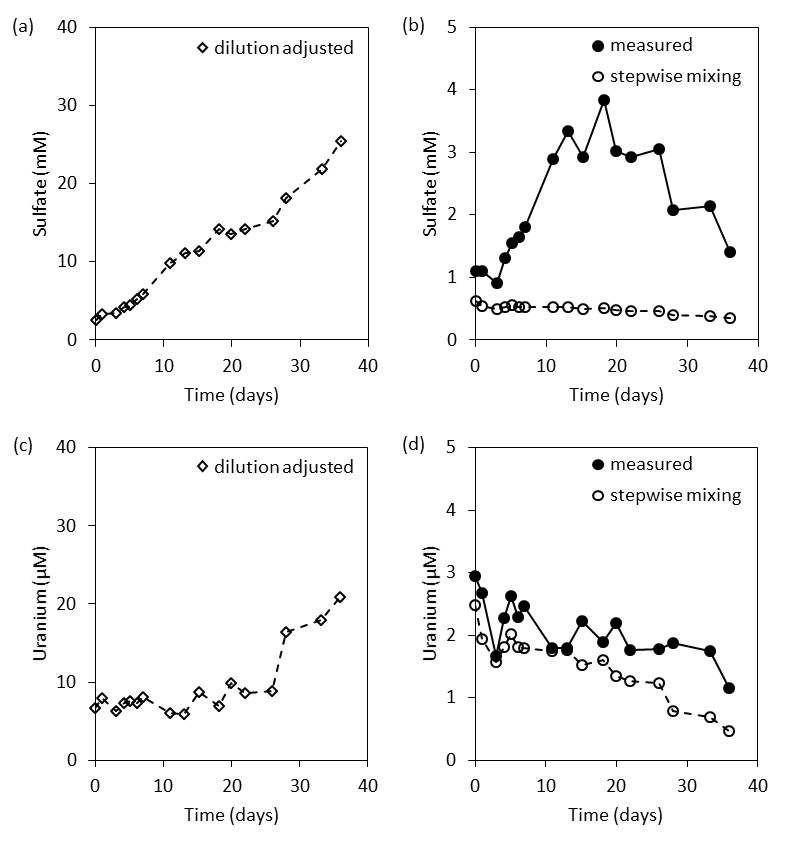 (a)
40
30
20
10
0
Sulfate (mM)
dilution adjusted
0 10 20 30 40
Time (days)
(b)
5
4
3
2
1
0
Sulfate (mM)
measured
stepwise mixing
0 10 20 30 40
Time (days)
(c)
40
30
20
10
0
Uranium (µM)
dilution adjusted
0 10 20 30 40
Time (days)
(d)
5
4
3
2
1
0
Uranium (µM)
measured
stepwise mixing
0 10 20 30 40
Time (days)